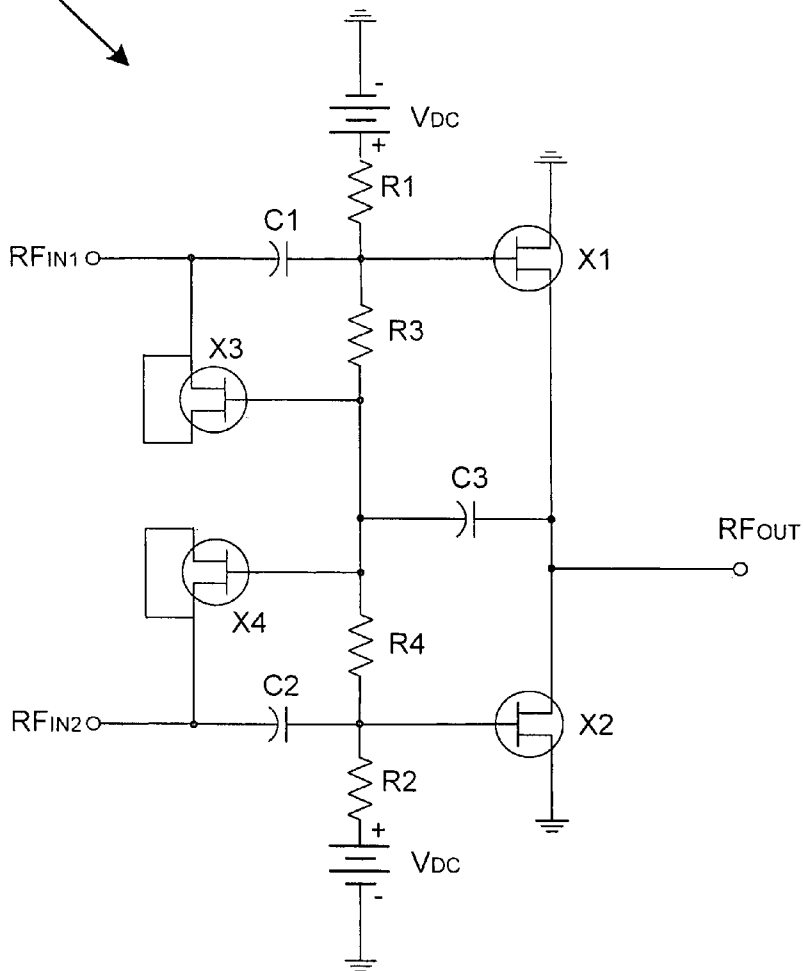 -
VDC
+
R1
C1
RFIN1
X1
R3
X3
C3
RFOUT
X4
R4
C2
RFIN2
X2
R2
+
VDC
-